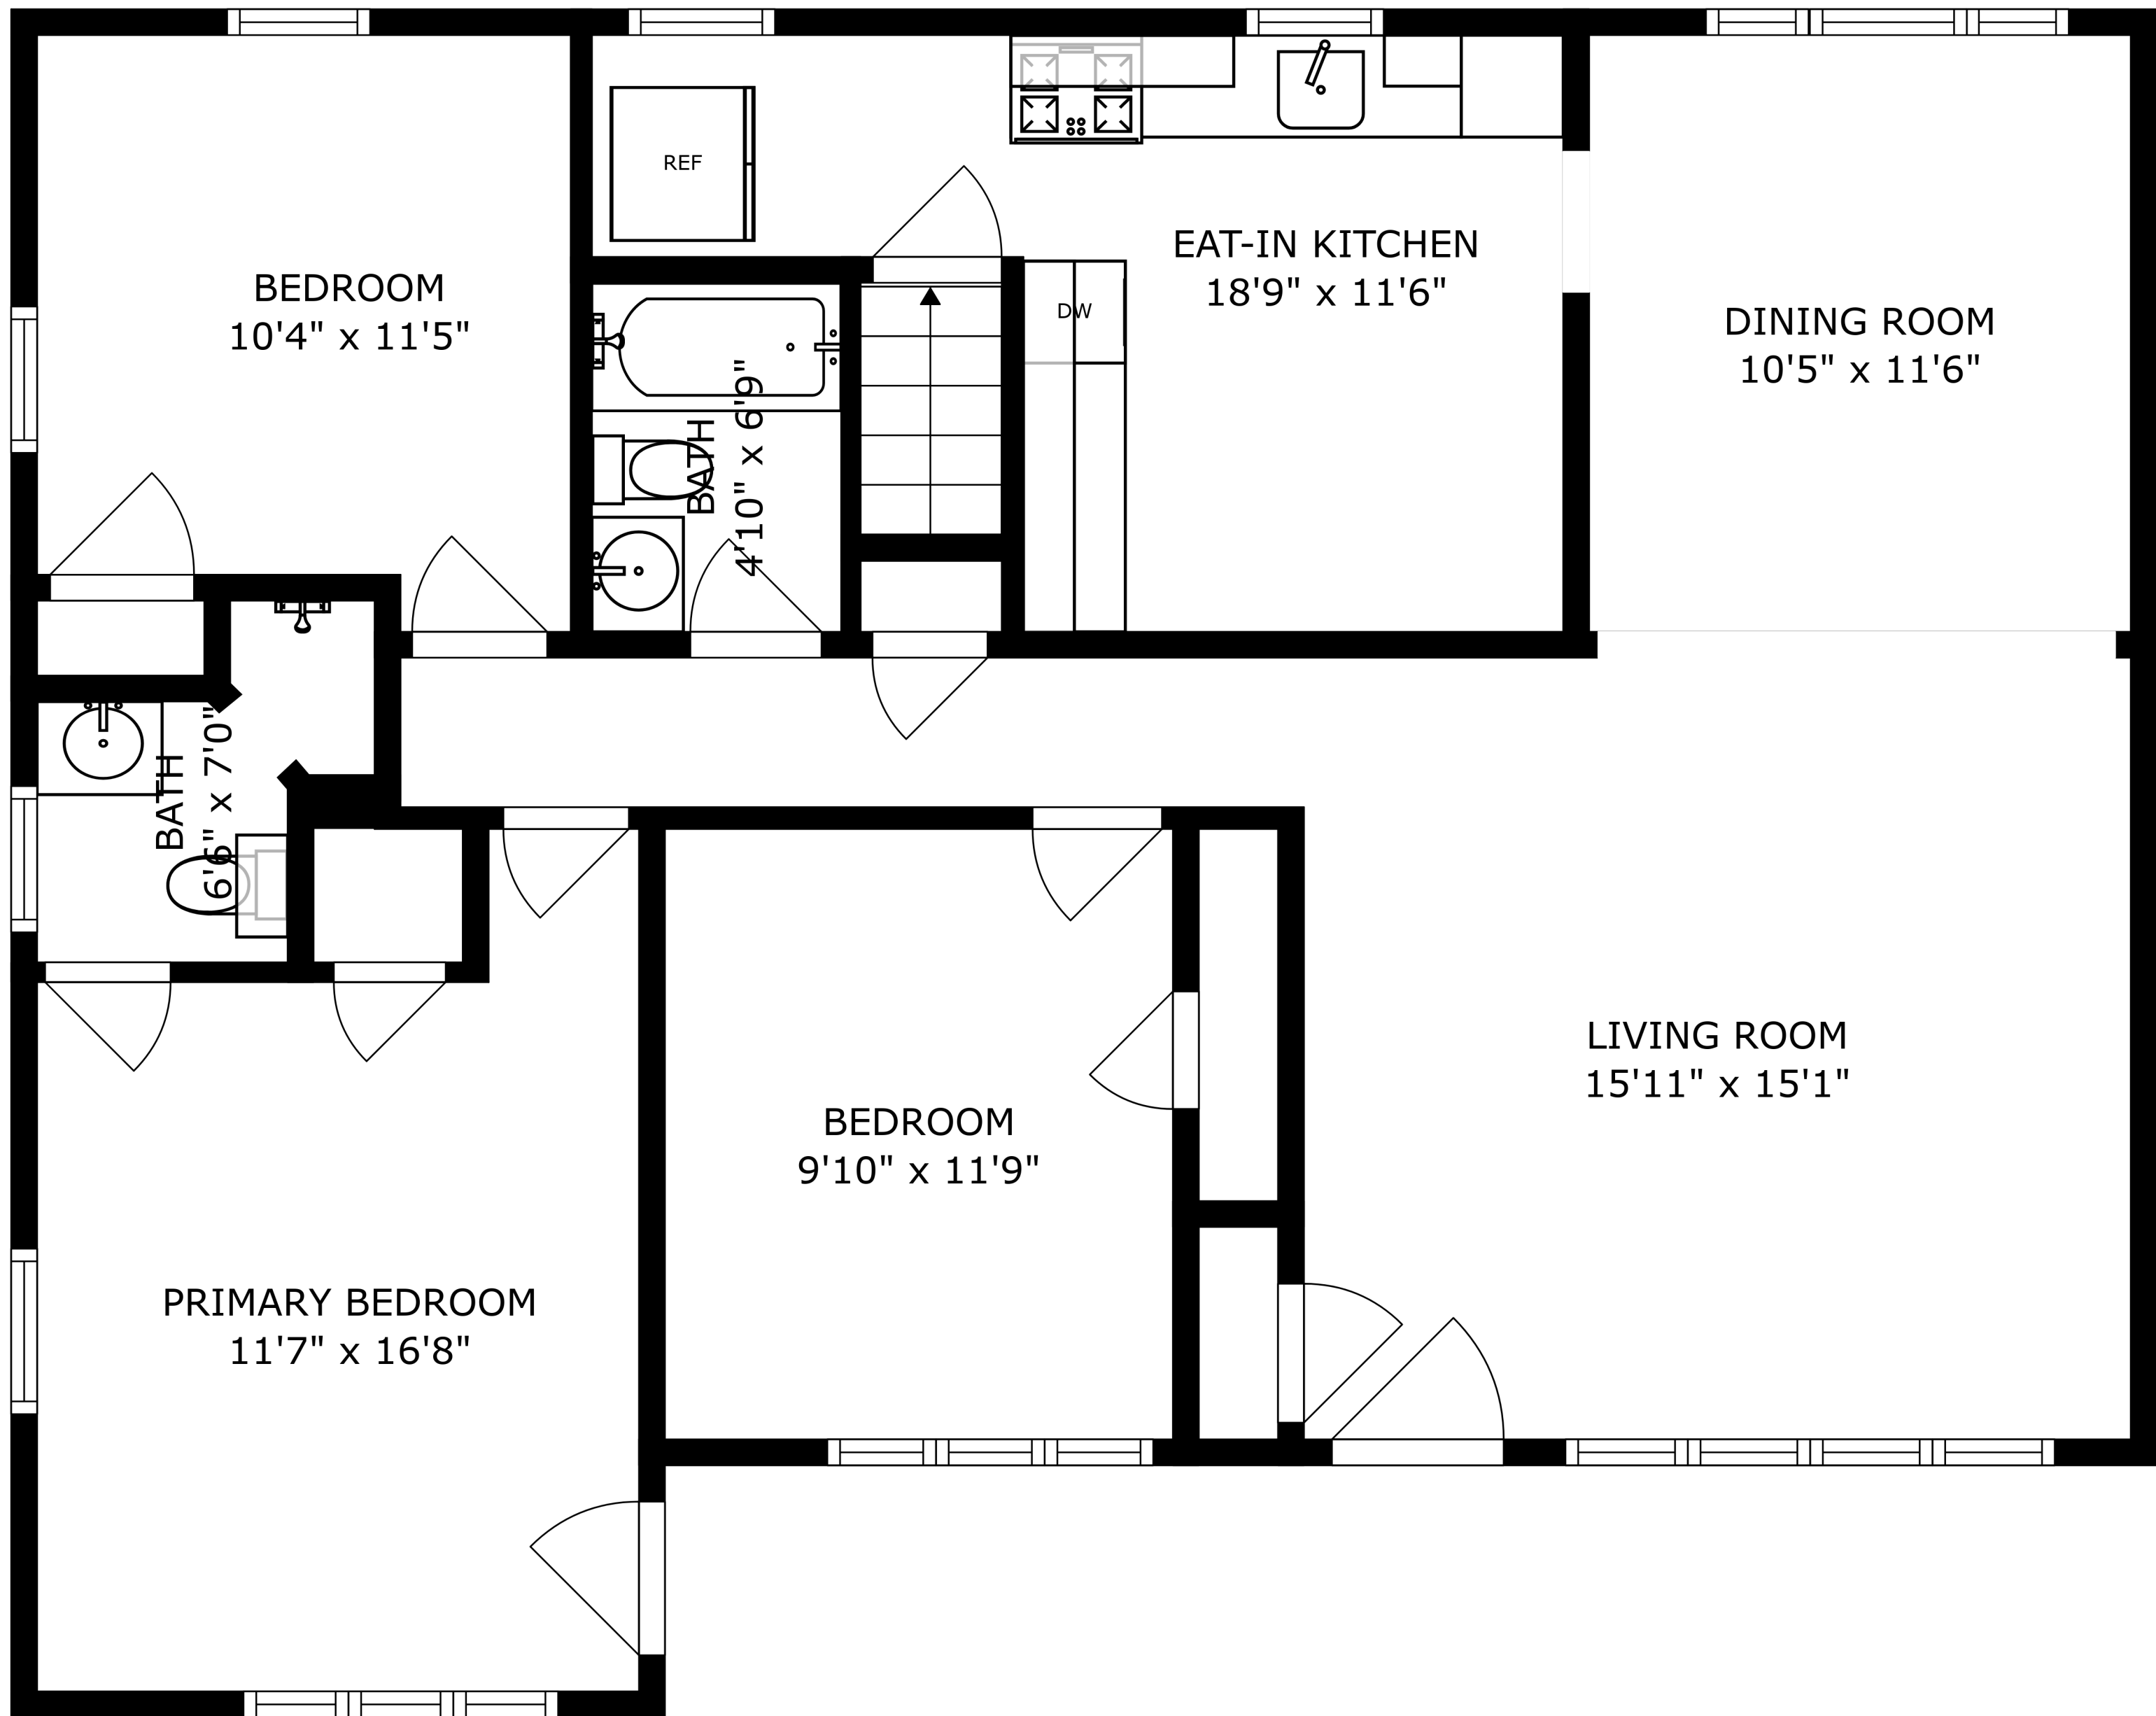 REF
EAT-IN KITCHEN
18'9" x 11'6"
BEDROOM
10'4" x 11'5"
DW
DINING ROOM
10'5" x 11'6"
BATH
4'10" x 6'9"
BATH
6'6" x 7'0"
LIVING ROOM
15'11" x 15'1"
BEDROOM
9'10" x 11'9"
PRIMARY BEDROOM
11'7" x 16'8"